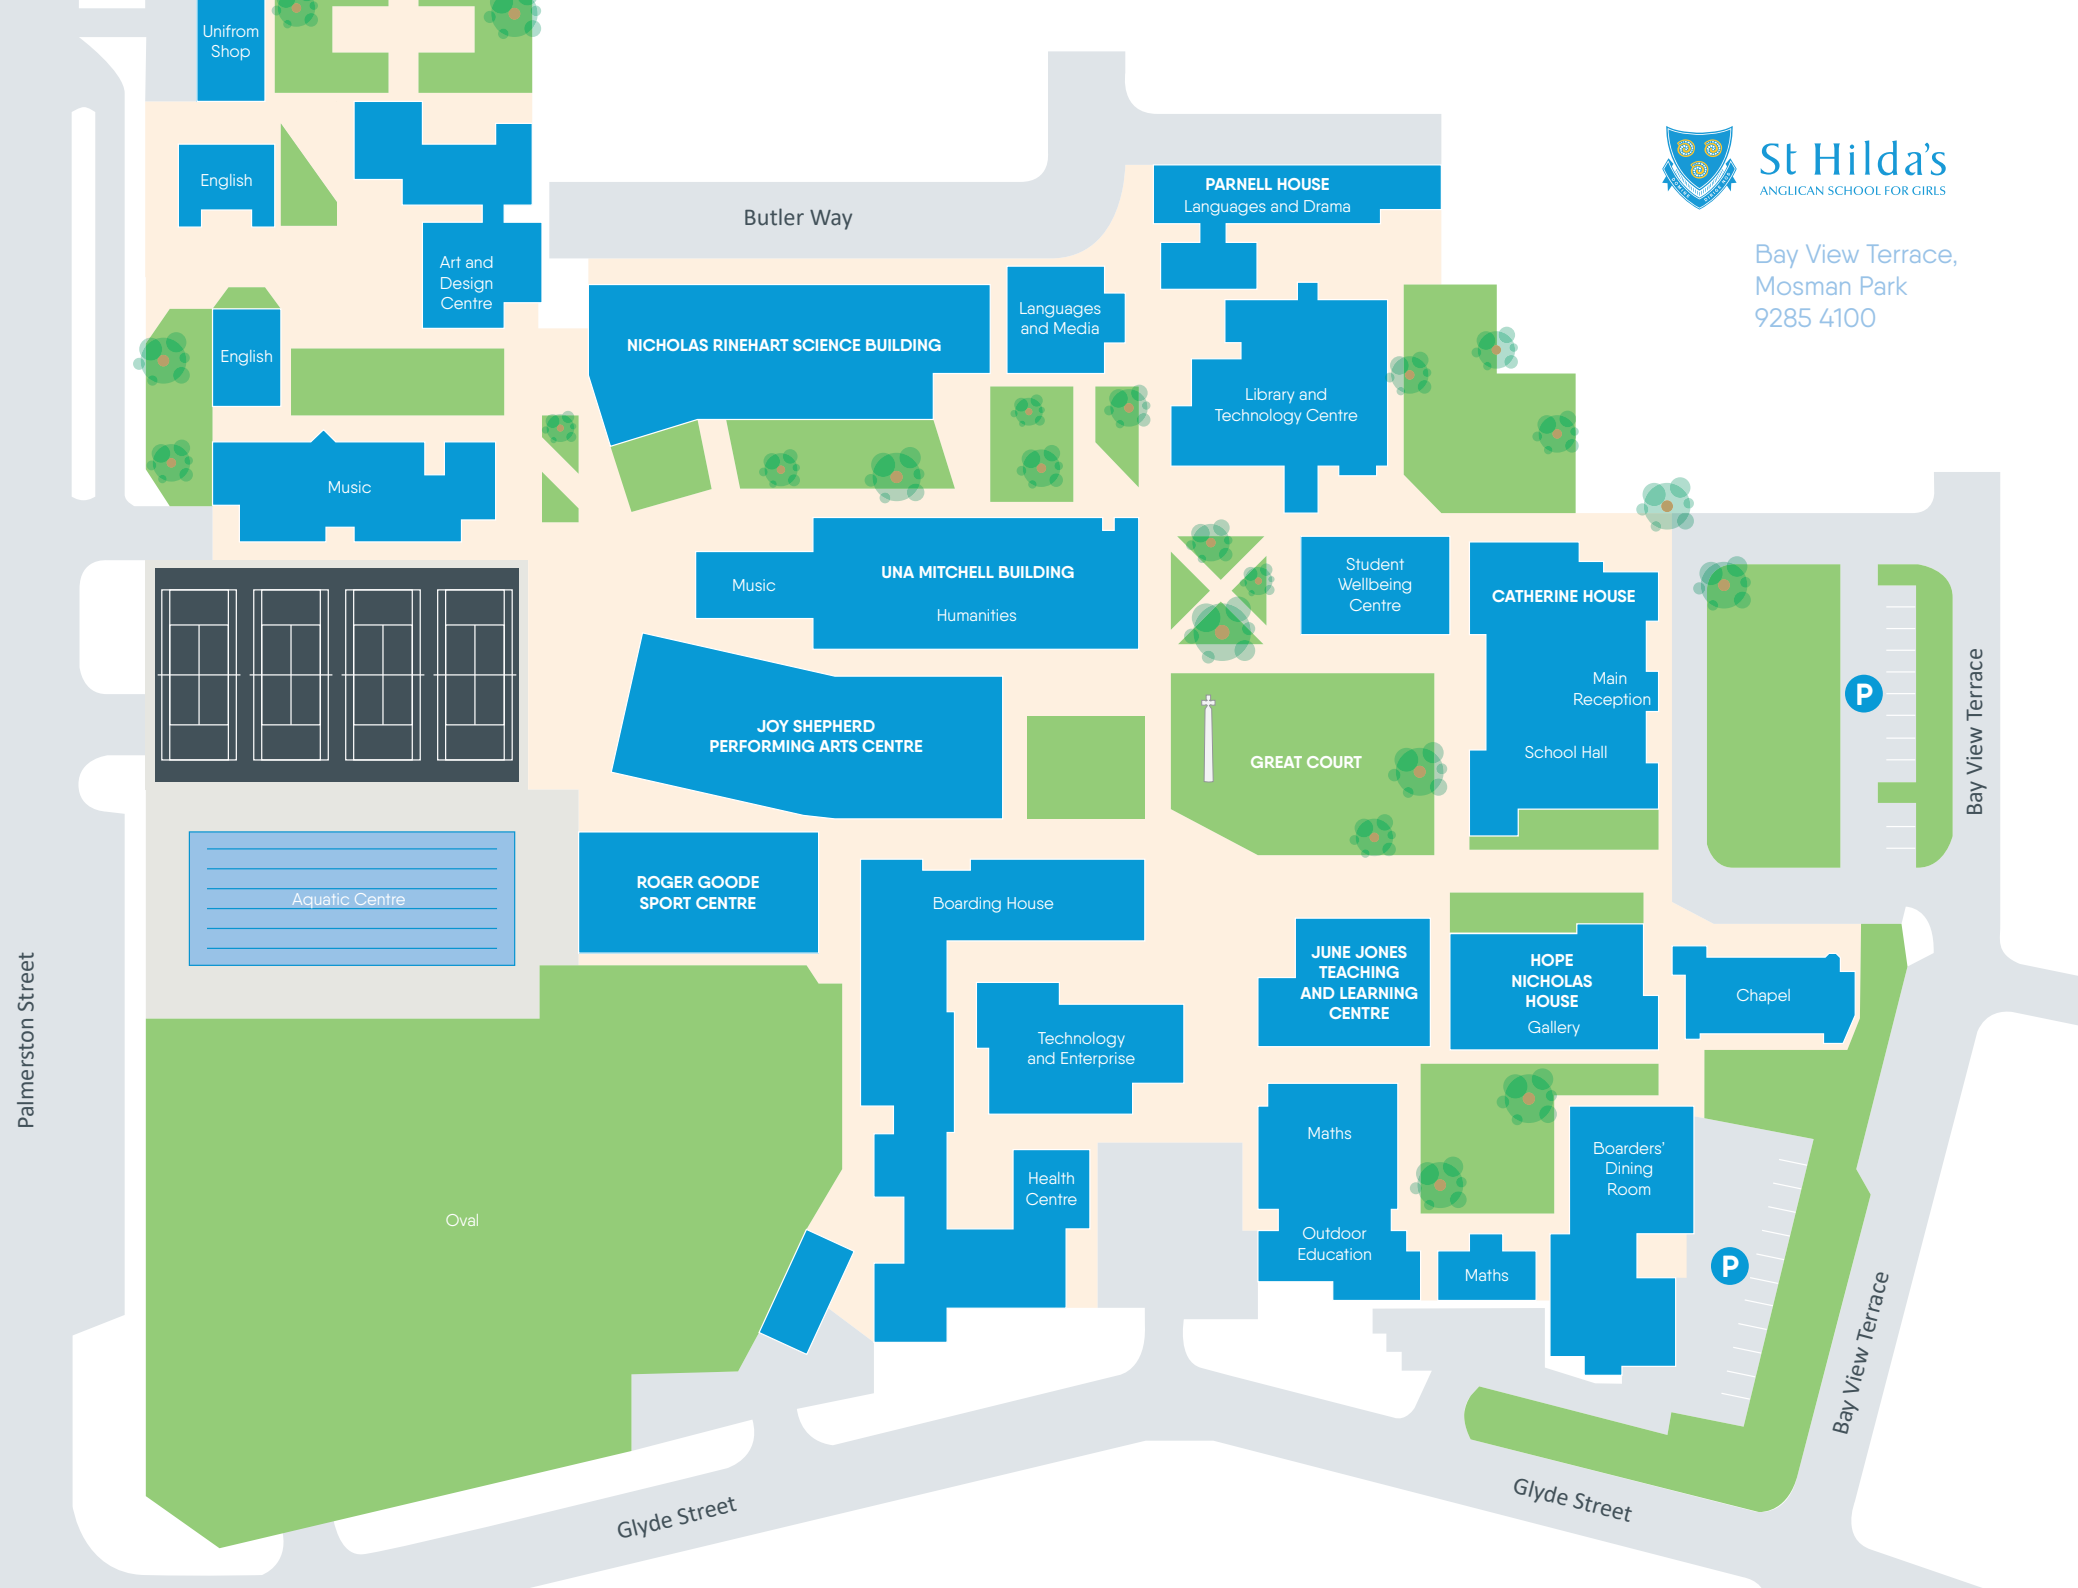 Unifrom
Shop
English
Art and
Design
Centre
English
Music
Butler Way
PARNELL HOUSE
Languages and Drama
St Hilda's
ANGLICAN SCHOOL FOR GIRLS
Bay View Terrace,
Mosman Park
9285 4100
NICHOLAS RINEHART SCIENCE BUILDING
Languages
and Media
Library and
Technology Centre
Music
UNA MITCHELL BUILDING
Humanities
Student
Wellbeing
Centre
CATHERINE HOUSE
Main
Reception
School Hall
P
Bay View Terrace
JOY SHEPHERD
PERFORMING ARTS CENTRE
GREAT COURT
Aquatic Centre
ROGER GOODE
SPORT CENTRE
Boarding House
JUNE JONES
TEACHING
AND LEARNING
CENTRE
HOPE
NICHOLAS
HOUSE
Gallery
Chapel
Palmerston Street
Technology
and Enterprise
Maths
Boarders'
Dining
Room
Health
Centre
Oval
Outdoor
Education
Maths
P
Bay View Terrace
Glyde Street
Glyde Street